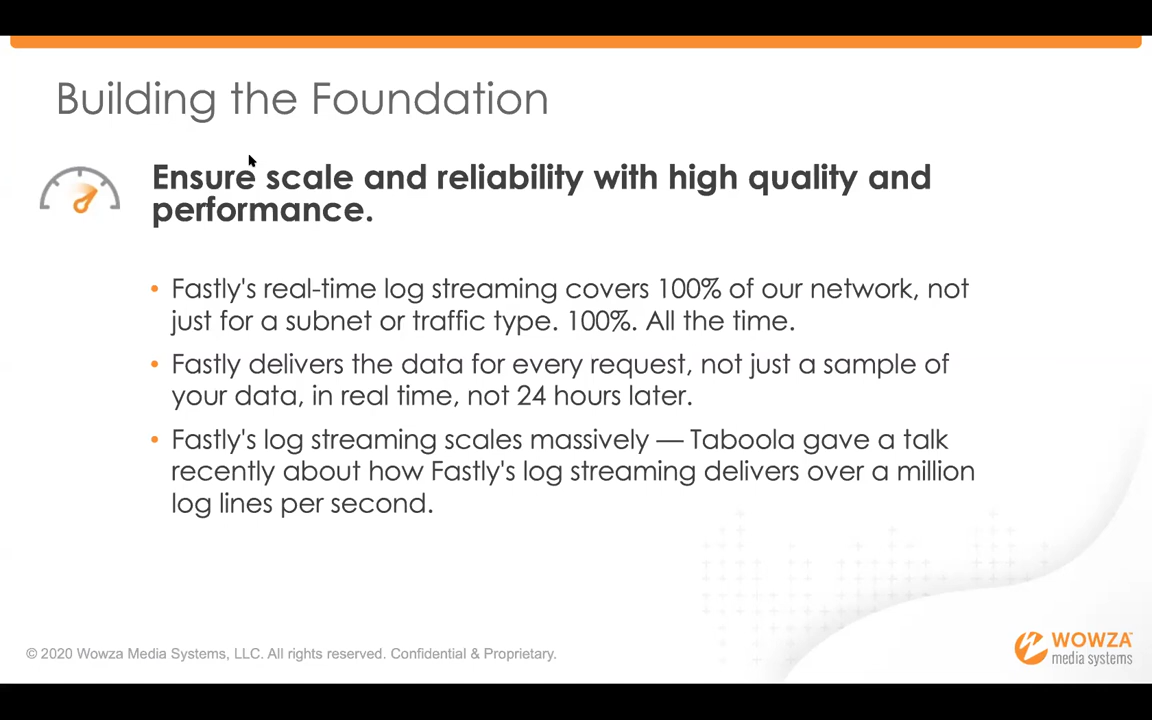 Building the Foundation
Ensure scale and reliability with high quality and
performance.
• Fastly's real-time log streaming covers 100% of our network, not
just for a subnet or traffic type. 100%. All the time.
• Fastly delivers the data for every request, not just a sample of
your data, in real time, not 24 hours later.
• Fastly's log streaming scales massively — Taboola gave a talk
recently about how Fastly's log streaming delivers over a million
log lines per second.
© 2020 Wowza Media Systems, LLC. All rights reserved. Confidential & Proprietary.
WOWZA™
media systems